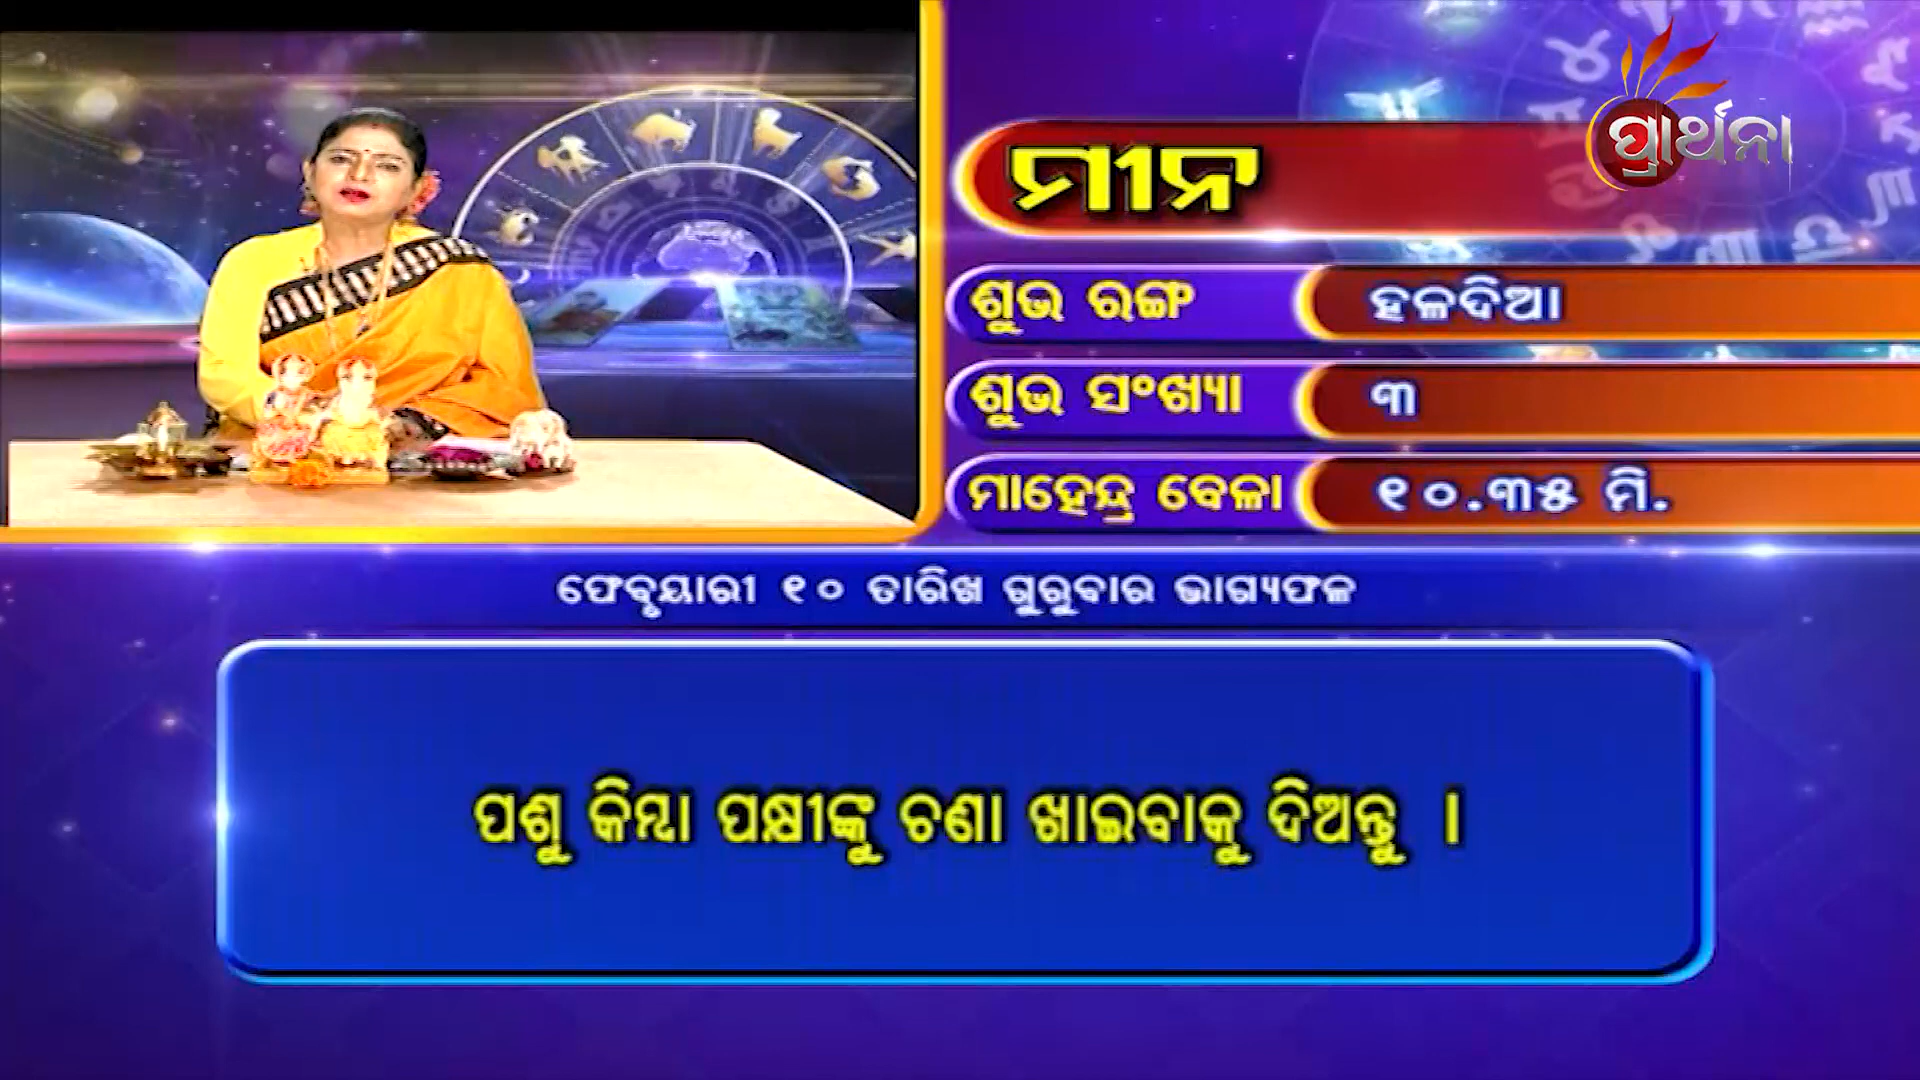 ମୀନ
ପ୍ରାର୍ଥନା
ଶୁଭ ରଙ୍ଗ ହଳଦିଆ
ଶୁଭ ସଂଖ୍ୟା ୩
ମାହେନ୍ଦ୍ର ବେଳା ୧୦.୩୫ ମି.
ଫେବୃୟାରୀ ୧୦ ତାରିଖ ଗୁରୁବାର ଭାଗ୍ୟଫଳ
ପଶୁ କିମ୍ଭା ପକ୍ଷୀଙ୍କୁ ଚଣା ଖାଇବାକୁ ଦିଅନ୍ତୁ ।